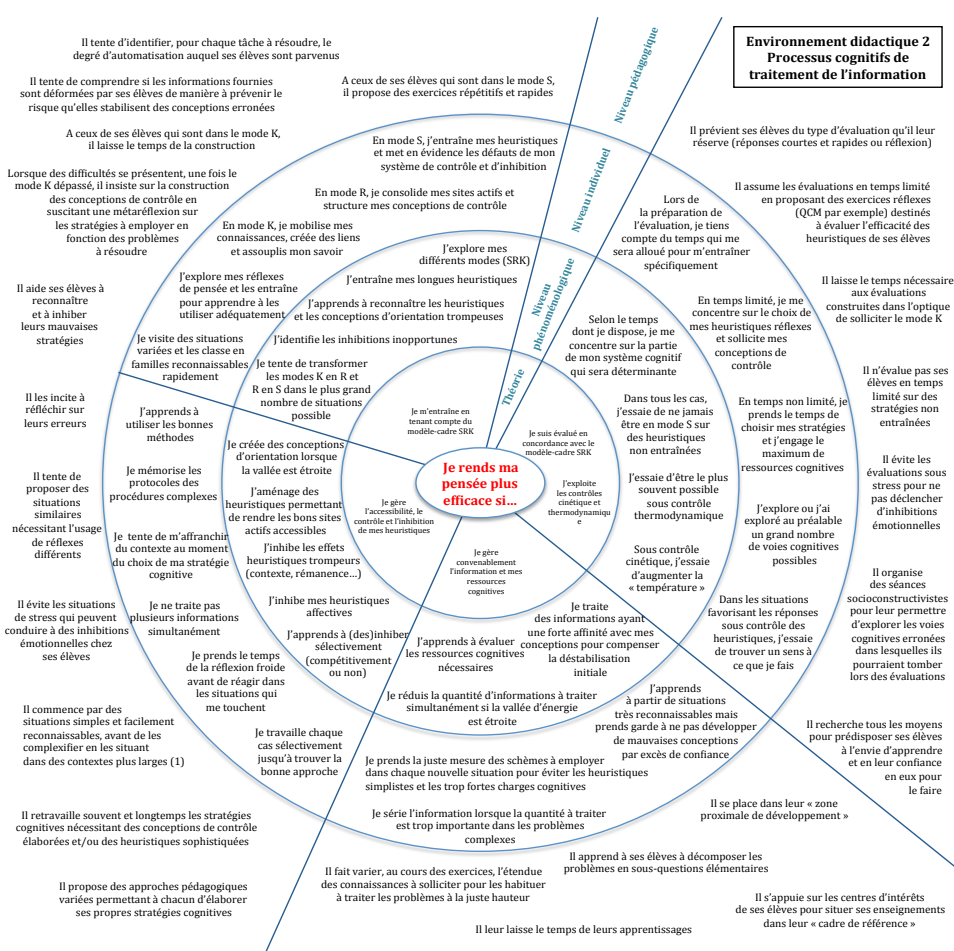 Environnement didactique 2
Processus cognitifs de
traitement de l'information
Niveau pédagogique
Niveau individuel
Niveau
phénoménologique
Théorie
Je rends ma
pensée plus
efficace si…
Il tente d'identifier, pour chaque tâche à résoudre, le
degré d'automatisation auquel ses élèves sont parvenus
Il tente de comprendre si les informations fournies
sont déformées par ses élèves de manière à prévenir le
risque qu'elles stabilisent des conceptions erronées
A ceux de ses élèves qui sont dans le mode S,
il propose des exercices répétitifs et rapides
A ceux de ses élèves qui sont dans le mode K,
il laisse le temps de la construction
Lorsque des difficultés se présentent, une fois le
mode K dépassé, il insiste sur la construction
des conceptions de contrôle en
suscitant une métaréflexion sur
les stratégies à employer en
fonction des problèmes
à résoudre
Il aide ses élèves à
reconnaître
et à inhiber
leurs mauvaises
stratégies
En mode S, j'entraîne mes heuristiques
et met en évidence les défauts de mon
système de contrôle et d'inhibition
En mode R, je consolide mes sites actifs et
structure mes conceptions de contrôle
En mode K, je mobilise mes
connaissances, créée des liens
et assouplis mon savoir
J'explore mes réflexes
de pensée et les entraîne
pour apprendre à les
utiliser adéquatement
Je visite des situations
variées et les classe en
familles reconnaissables
rapidement
J'explore mes
différents modes (SRK)
J'entraîne mes longues heuristiques
J'apprends à reconnaître les heuristiques
et les conceptions d'orientation trompeuses
J'identifie les inhibitions inopportunes
Je tente de transformer
les modes K en R et
R en S dans le plus grand
nombre de situations
possible
Je m'entraîne en
tenant compte du
modèle-cadre SRK
Il prévient ses élèves du type d'évaluation qu'il leur
réserve (réponses courtes et rapides ou réflexion)
Il assume les évaluations en temps limité
en proposant des exercices réflexes
(QCM par exemple) destinés
à évaluer l'efficacité des
heuristiques de ses élèves
Il laisse le temps nécessaire
aux évaluations
construites dans l'optique
de solliciter le mode K
Il n'évalue pas ses
élèves en temps
limité sur des
stratégies non
entraînées
Il évite les
évaluations sous
stress pour ne pas
déclencher
d'inhibitions
émotionnelles
Il organise
des séances
socioconstructivistes
pour leur permettre
d'explorer les voies
cognitives erronées
dans lesquelles ils
pourraient tomber
lors des évaluations
Lors de
la préparation de
l'évaluation, je tiens
compte du temps qui me
sera alloué pour m'entraîner
spécifiquement
En temps limité, je me
concentre sur le choix de
mes heuristiques réflexes
et sollicite mes
conceptions de
contrôle
En temps non limité, je
prends le temps de
choisir mes stratégies
et j'engage le
maximum de
ressources cognitives
J'explore ou j'ai
exploré au préalable
un grand nombre
de voies cognitives
possibles
Dans les situations
favorisant les réponses
sous contrôle des
heuristiques, j'essaie
de trouver un sens à
ce que je fais
Selon le temps
dont je dispose, je me
concentre sur la partie
de mon système cognitif
qui sera déterminante
Dans tous les cas,
j'essaie de ne jamais
être en mode S sur
des heuristiques
non entraînées
J'essaie d'être le plus
souvent possible
sous contrôle
thermodynamique
Sous contrôle
cinétique, j'essaie
d'augmenter la
« température »
Je suis évalué en
concordance avec le
modèle-cadre SRK
J'exploite
les contrôles
cinétique et
thermodynamiqu
e
Il les incite à
réfléchir sur
leurs erreurs
Il tente de
proposer des
situations
similaires
nécessitant l'usage
de réflexes
différents
Il évite les situations
de stress qui peuvent
conduire à des inhibitions
émotionnelles chez
ses élèves
Il commence par des
situations simples et facilement
reconnaissables, avant de les
complexifier en les situant
dans des contextes plus larges (1)
Il retravaille souvent et longtemps les stratégies
cognitives nécessitant des conceptions de contrôle
élaborées et/ou des heuristiques sophistiquées
Il propose des approches pédagogiques
variées permettant à chacun d'élaborer
ses propres stratégies cognitives
J'apprends à
utiliser les bonnes
méthodes
Je mémorise les
protocoles des
procédures complexes
Je tente de m'affranchir
du contexte au moment
du choix de ma stratégie
cognitive
Je ne traite pas
plusieurs informations
simultanément
Je prends le temps
de la réflexion froide
avant de réagir dans
les situations qui
me touchent
Je travaille chaque
cas sélectivement
jusqu'à trouver la
bonne approche
Je créée des conceptions
d'orientation lorsque
la vallée est étroite
J'aménage des
heuristiques permettant
de rendre les bons sites
actifs accessibles
J'inhibe les effets
heuristiques trompeurs
(contexte, rémanence…)
J'inhibe mes heuristiques
affectives
J'apprends à (des)inhiber
sélectivement
(compétitivement
ou non)
Je gère
l'accessibilité, le
contrôle et l'inhibition
de mes heuristiques
Je gère
convenablement
l'information et mes
ressources
cognitives
J'apprends à évaluer
les ressources cognitives
nécessaires
Je traite
des informations ayant
une forte affinité avec mes
conceptions pour compenser
la déstabilisation
initiale
Je réduis la quantité d'informations à traiter
simultanément si la vallée d'énergie
est étroite
J'apprends
à partir de situations
très reconnaissables mais
prends garde à ne pas développer
de mauvaises conceptions
par excès de confiance
Je prends la juste mesure des schèmes à employer
dans chaque nouvelle situation pour éviter les heuristiques
simplistes et les trop fortes charges cognitives
Je série l'information lorsque la quantité à traiter
est trop importante dans les problèmes
complexes
Il recherche tous les moyens
pour prédisposer ses élèves
à l'envie d'apprendre
et en leur confiance
en eux pour
le faire
Il se place dans leur « zone
proximale de développement »
Il apprend à ses élèves à décomposer les
problèmes en sous-questions élémentaires
Il fait varier, au cours des exercices, l'étendue
des connaissances à solliciter pour les habituer
à traiter les problèmes à la juste hauteur
Il s'appuie sur les centres d'intérêts
de ses élèves pour situer ses enseignements
dans leur « cadre de référence »
Il leur laisse le temps de leurs apprentissages